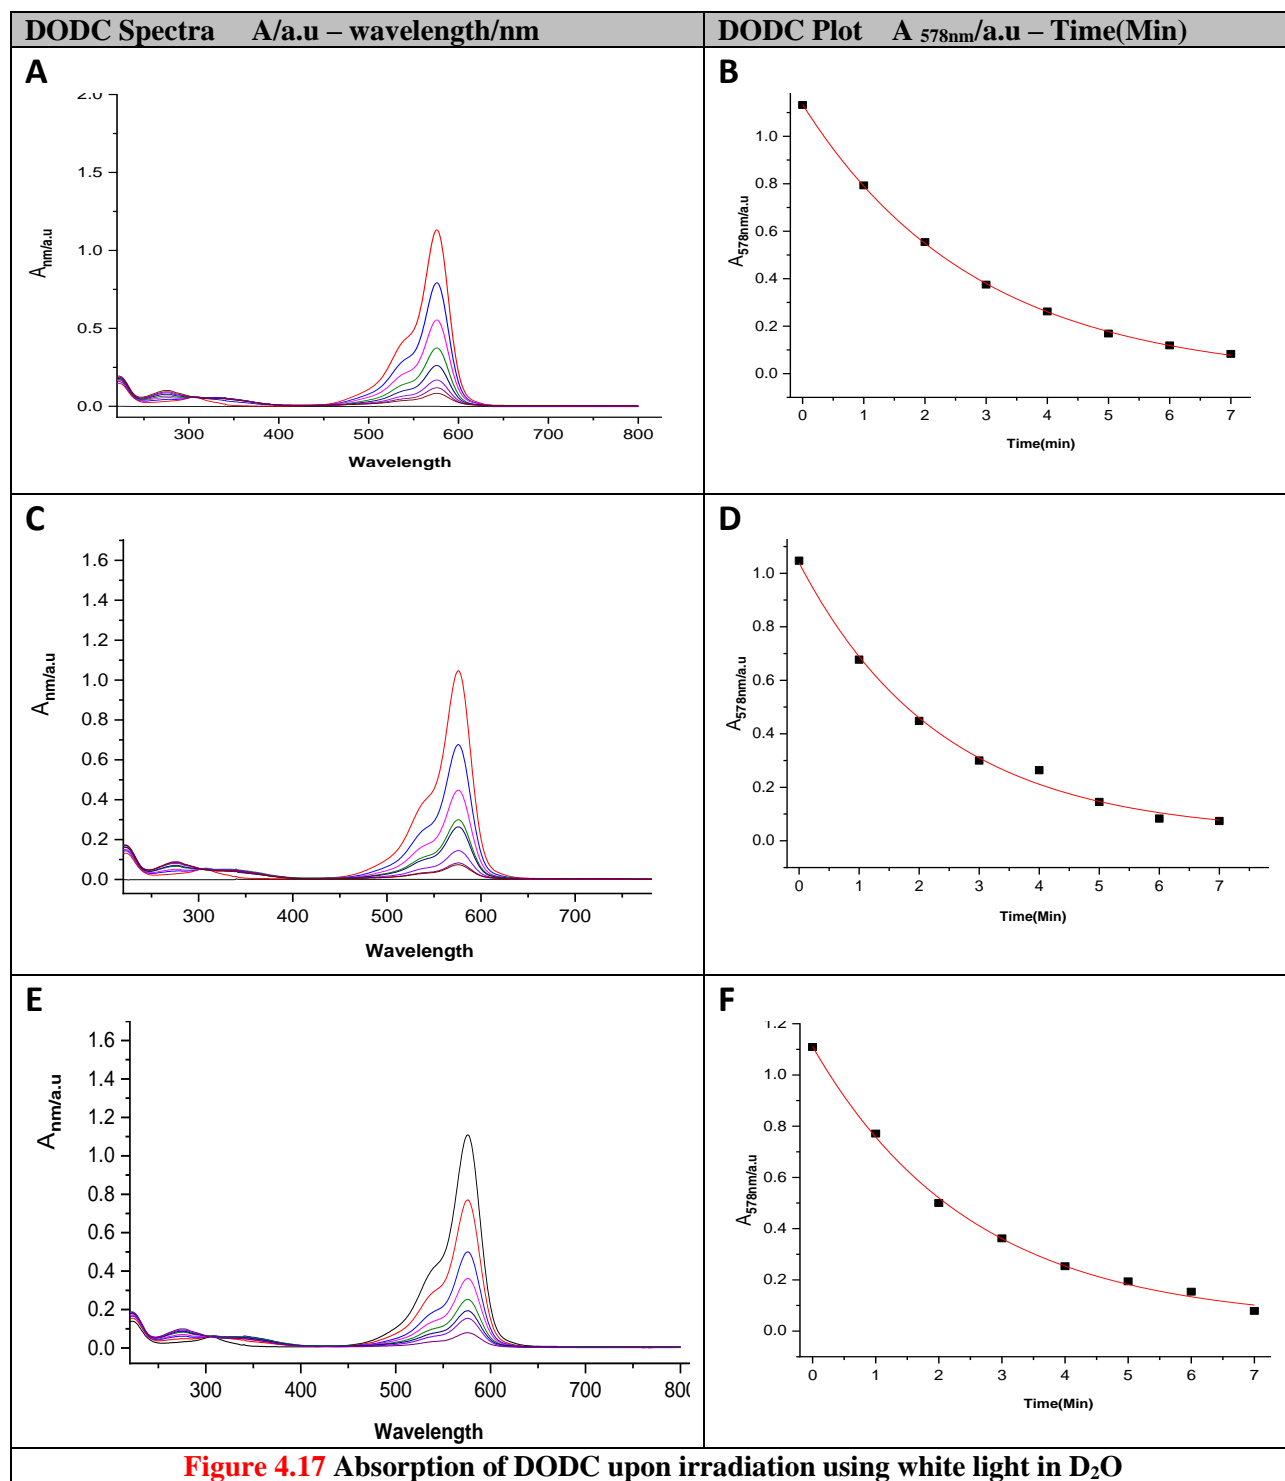 DODC Spectra A/a.u – wavelength/nm
DODC Plot A 578nm/a.u – Time(Min)
A
2.0
1.5
1.0
0.5
0.0
300 400 500 600 700 800
Anm/a.u
Wavelength
B
1.0
0.8
0.6
0.4
0.2
0.0
0 1 2 3 4 5 6 7
A578nm/a.u
Time(min)
C
1.6
1.4
1.2
1.0
0.8
0.6
0.4
0.2
0.0
300 400 500 600 700
Anm/a.u
Wavelength
D
1.0
0.8
0.6
0.4
0.2
0.0
0 1 2 3 4 5 6 7
A578nm/a.u
Time(Min)
E
1.6
1.4
1.2
1.0
0.8
0.6
0.4
0.2
0.0
300 400 500 600 700 800
Anm/a.u
Wavelength
F
1.2
1.0
0.8
0.6
0.4
0.2
0.0
0 1 2 3 4 5 6 7
A578nm/a.u
Time(Min)
Figure 4.17 Absorption of DODC upon irradiation using white light in D₂O